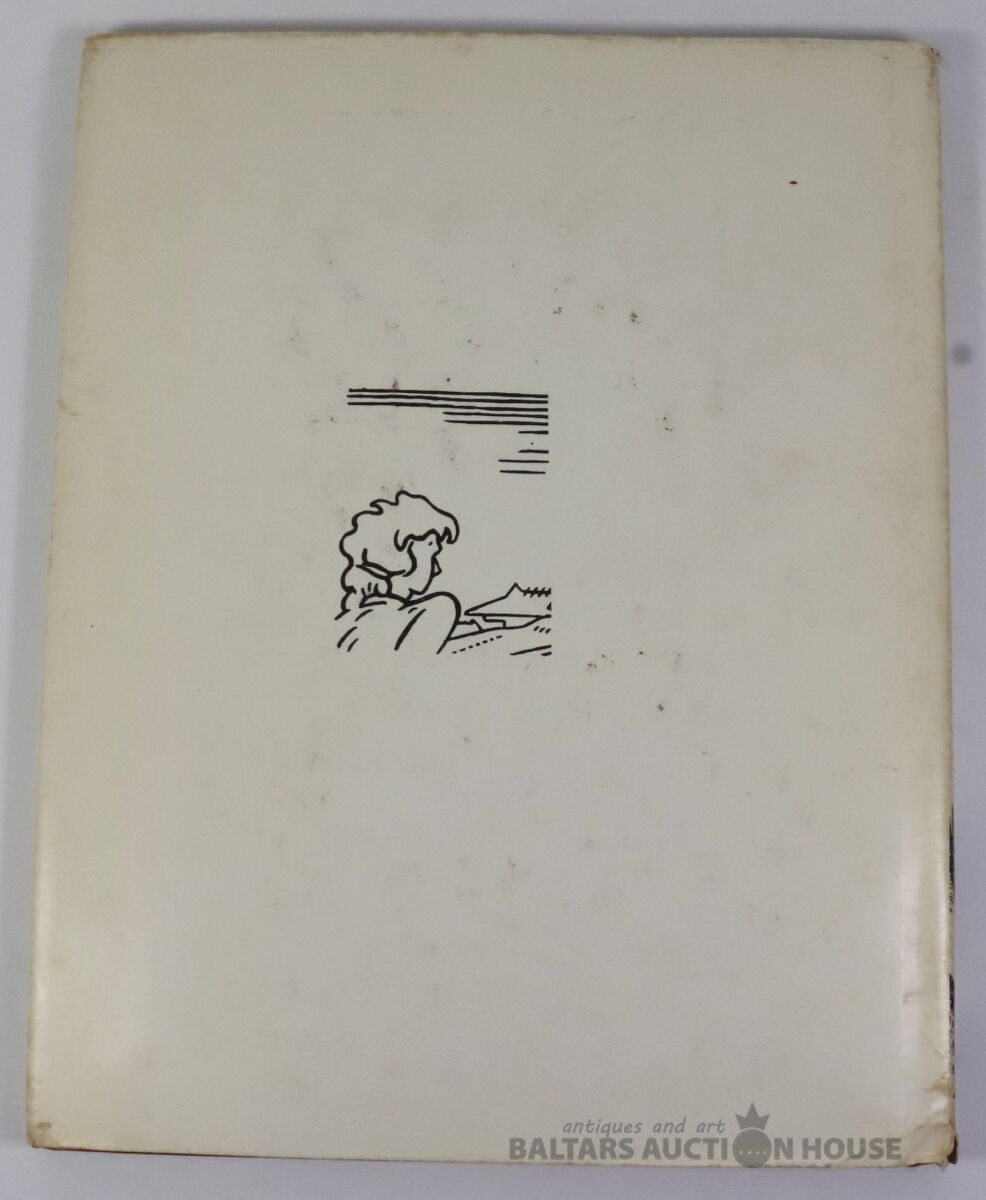 antiques and art
BALTARS AUCTION HOUSE